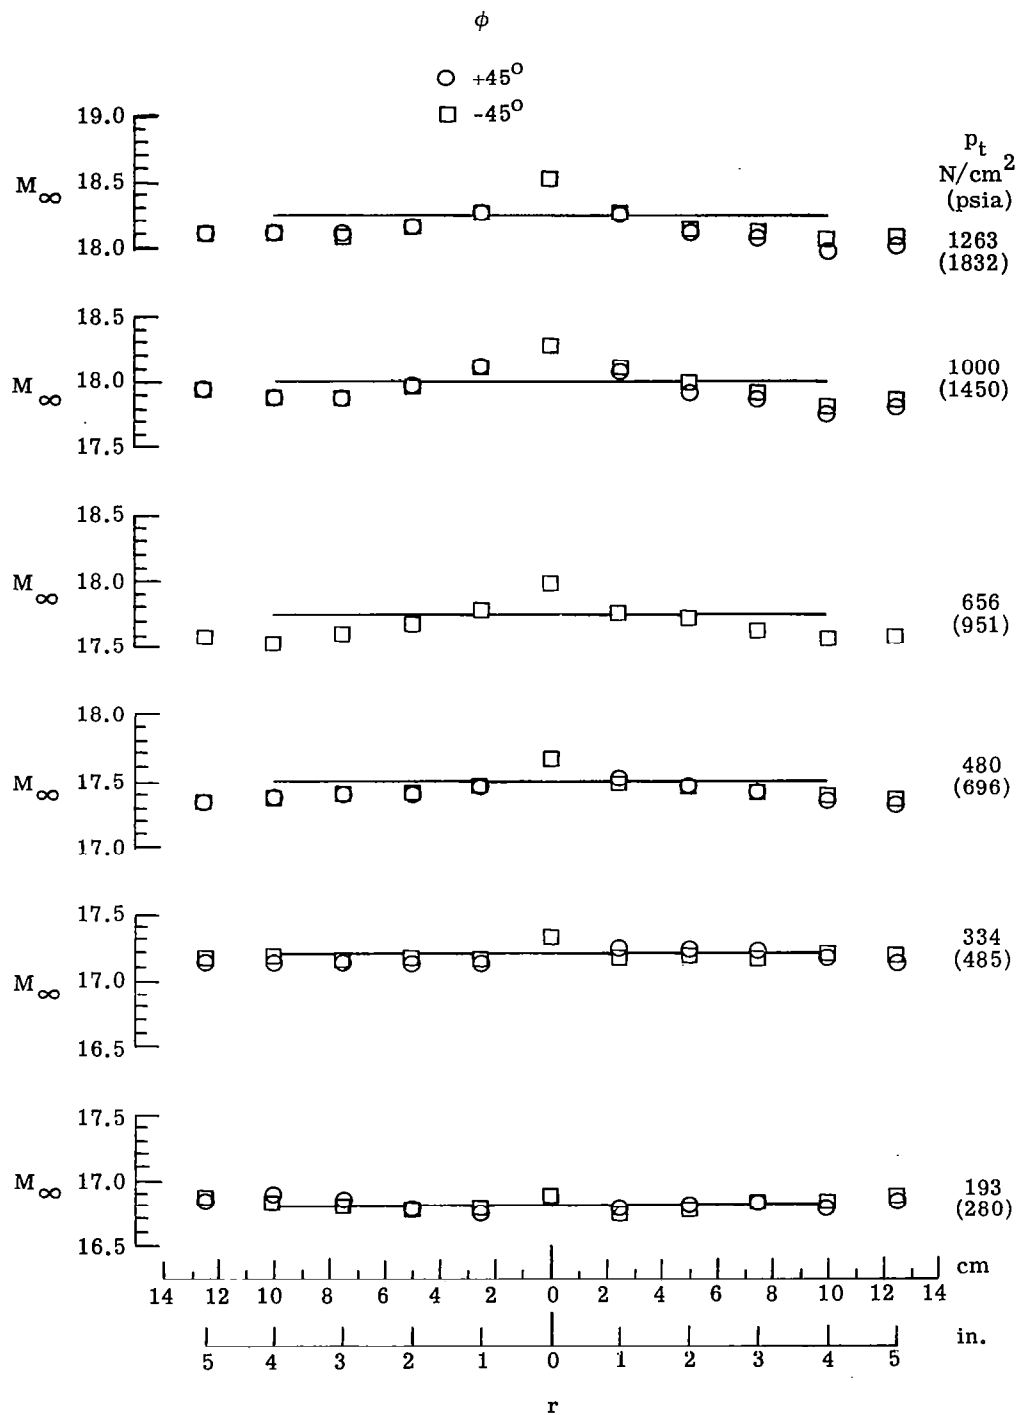 ϕ
+45°
-45°
p_t
N/cm²
(psia)
19.0
18.5
18.0
M∞
1263
(1832)
18.5
18.0
17.5
M∞
1000
(1450)
18.5
18.0
17.5
M∞
656
(951)
18.0
17.5
17.0
M∞
480
(696)
17.5
17.0
16.5
M∞
334
(485)
17.5
17.0
16.5
M∞
193
(280)
cm
14 12 10 8 6 4 2 0 2 4 6 8 10 12 14
in.
5 4 3 2 1 0 1 2 3 4 5
r